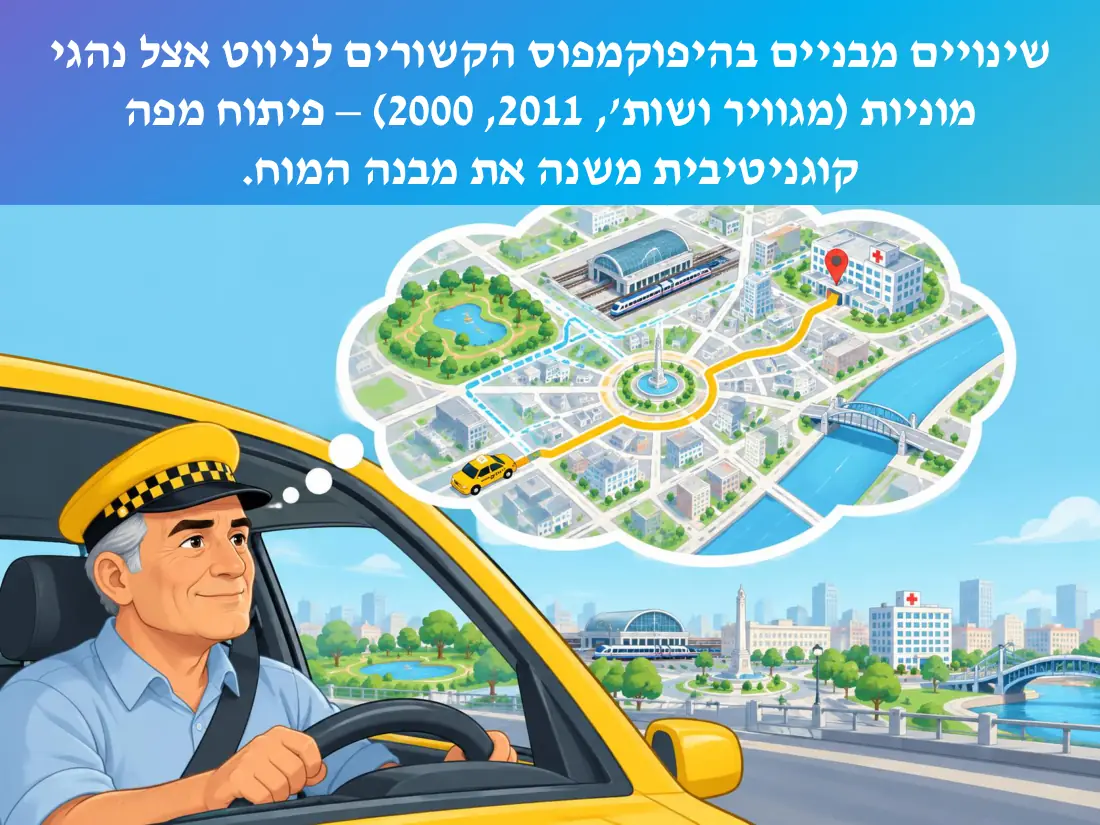 שינויים מבניים בהיפוקמפוס הקשורים לניווט אצל נהגי
מוניות (מגוויר ושות׳, 2011, 2000) – פיתוח מפה
קוגניטיבית משנה את מבנה המוח.